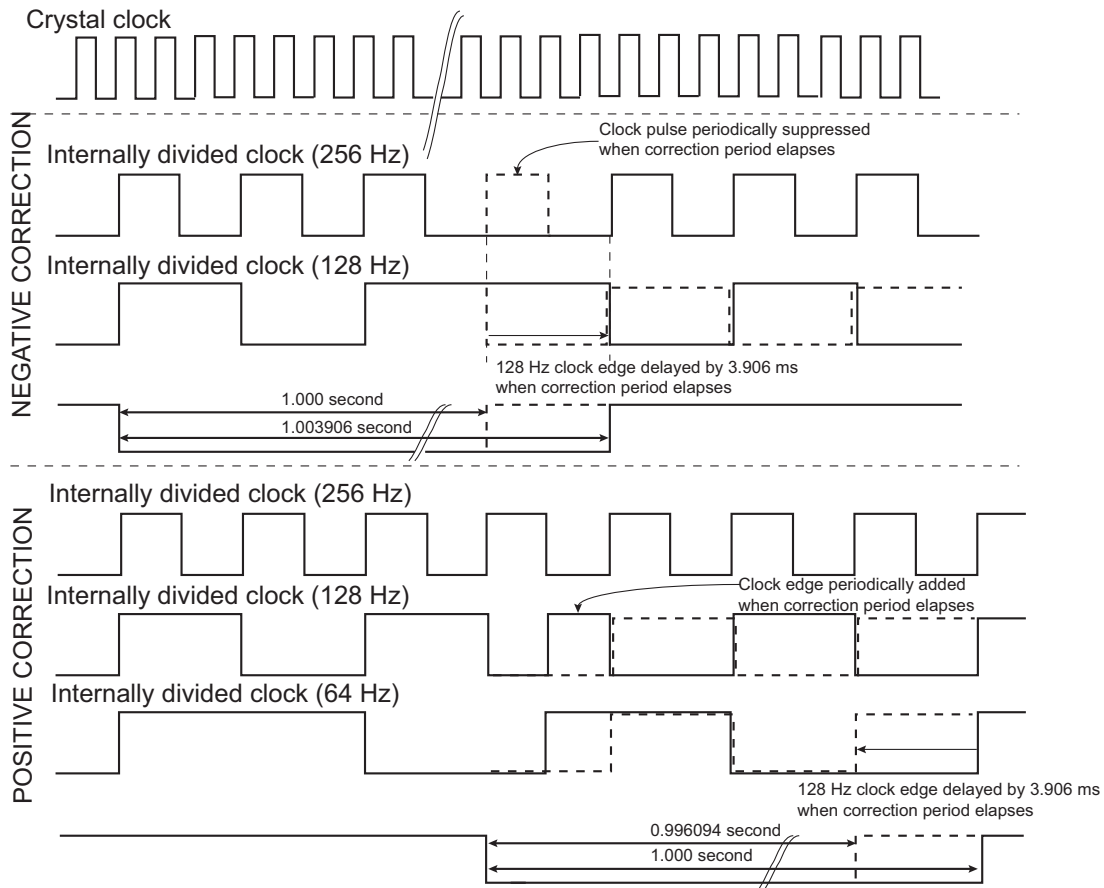 Crystal clock
NEGATIVE CORRECTION
Clock pulse periodically suppressed
when correction period elapses
Internally divided clock (256 Hz)
Internally divided clock (128 Hz)
128 Hz clock edge delayed by 3.906 ms
when correction period elapses
1.000 second
1.003906 second
POSITIVE CORRECTION
Internally divided clock (256 Hz)
Internally divided clock (128 Hz)
Clock edge periodically added
when correction period elapses
Internally divided clock (64 Hz)
128 Hz clock edge delayed by 3.906 ms
when correction period elapses
0.996094 second
1.000 second